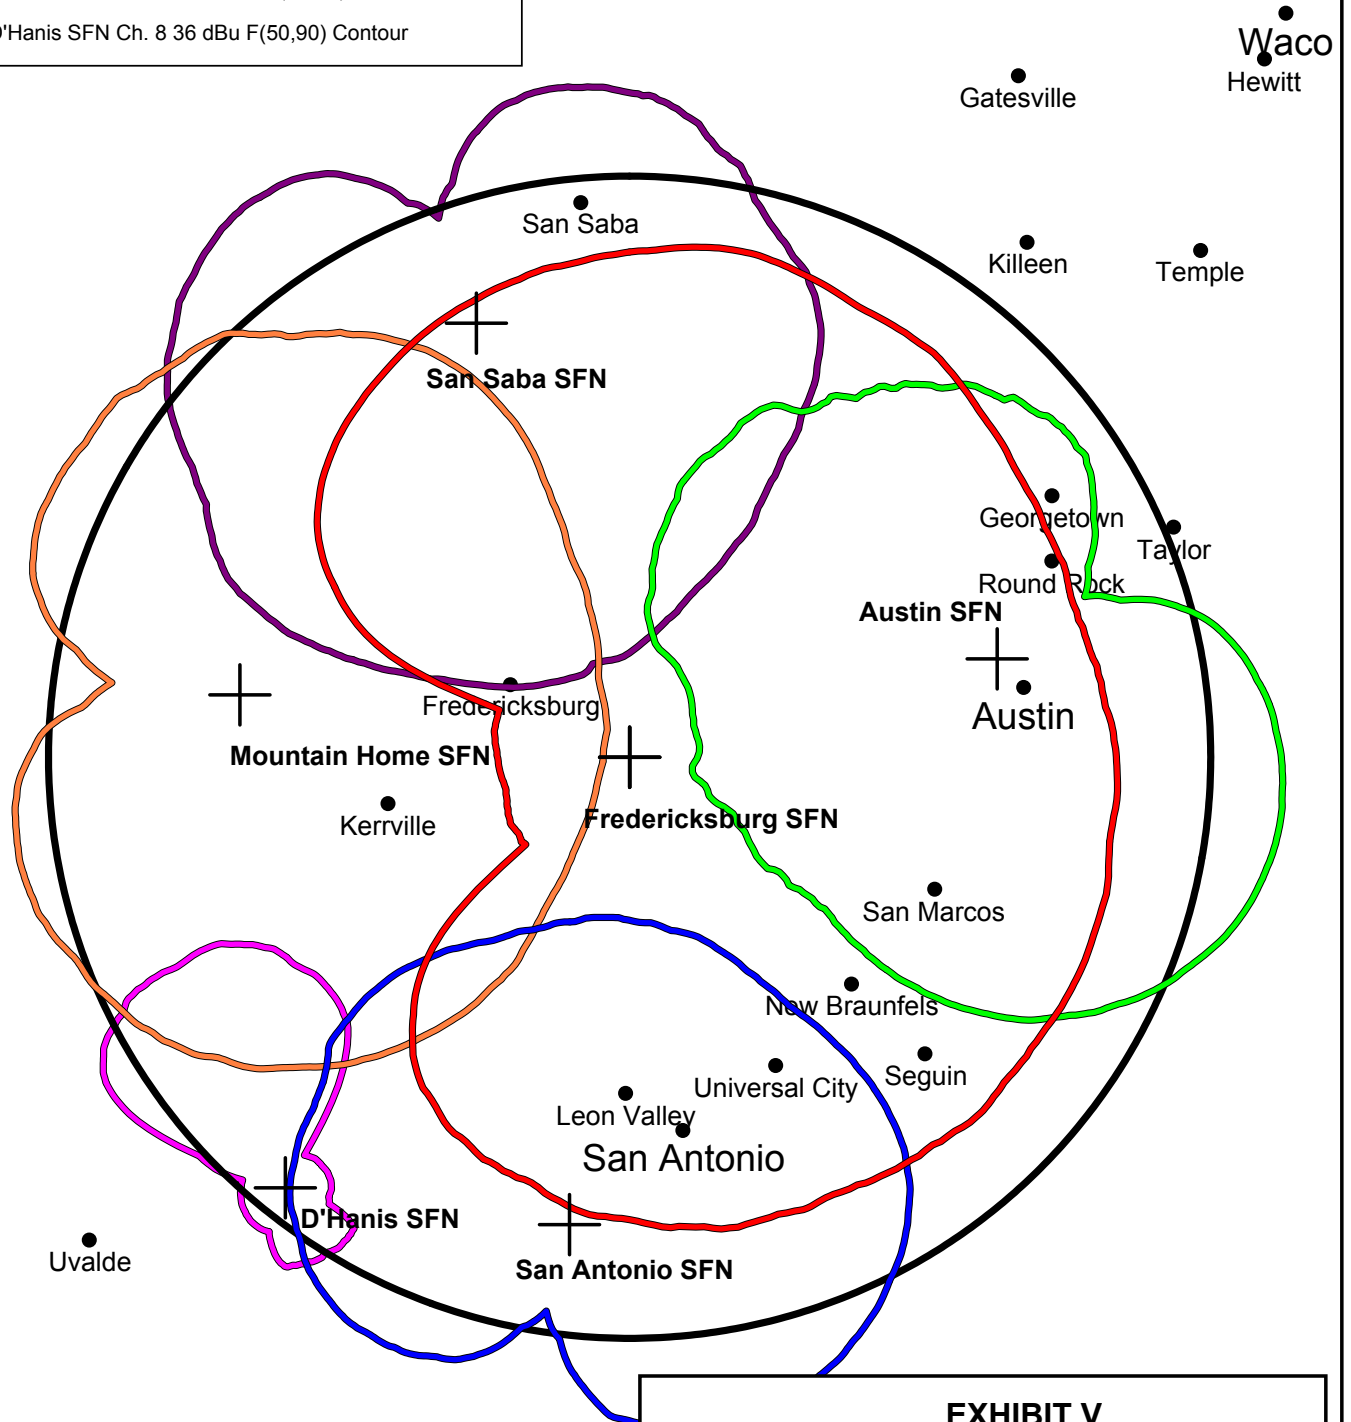 D'Hanis SFN Ch. 8 36 dBu F(50,90) Contour
Waco
Hewitt
Gatesville
San Saba
Killeen
Temple
San Saba SFN
Georgetown
Taylor
Round Rock
Austin SFN
Fredericksburg
Austin
Mountain Home SFN
Kerrville
Fredericksburg SFN
San Marcos
New Braunfels
Universal City
Seguin
Leon Valley
San Antonio
D'Hanis SFN
Uvalde
San Antonio SFN
EXHIBIT V